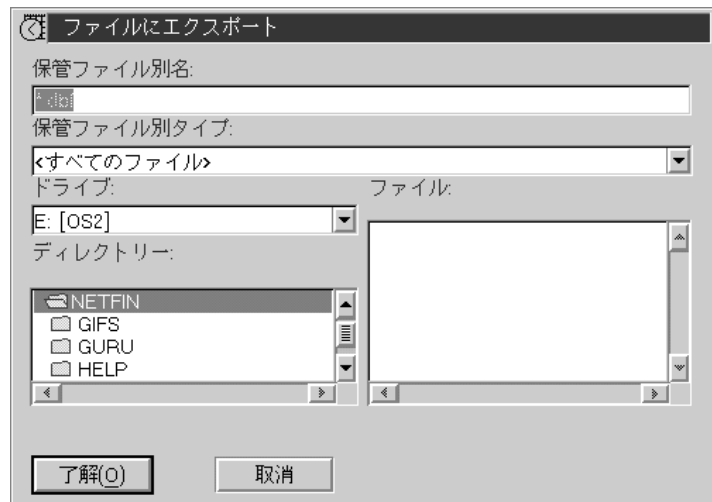 ファイルにエクスポート
保管ファイル別名:
*.dbf
保管ファイル別タイプ:
<すべてのファイル>
ドライブ:
ファイル:
E: [OS2]
ディレクトリー:
NETFIN
GIFS
GURU
HELP
了解(O)
取消